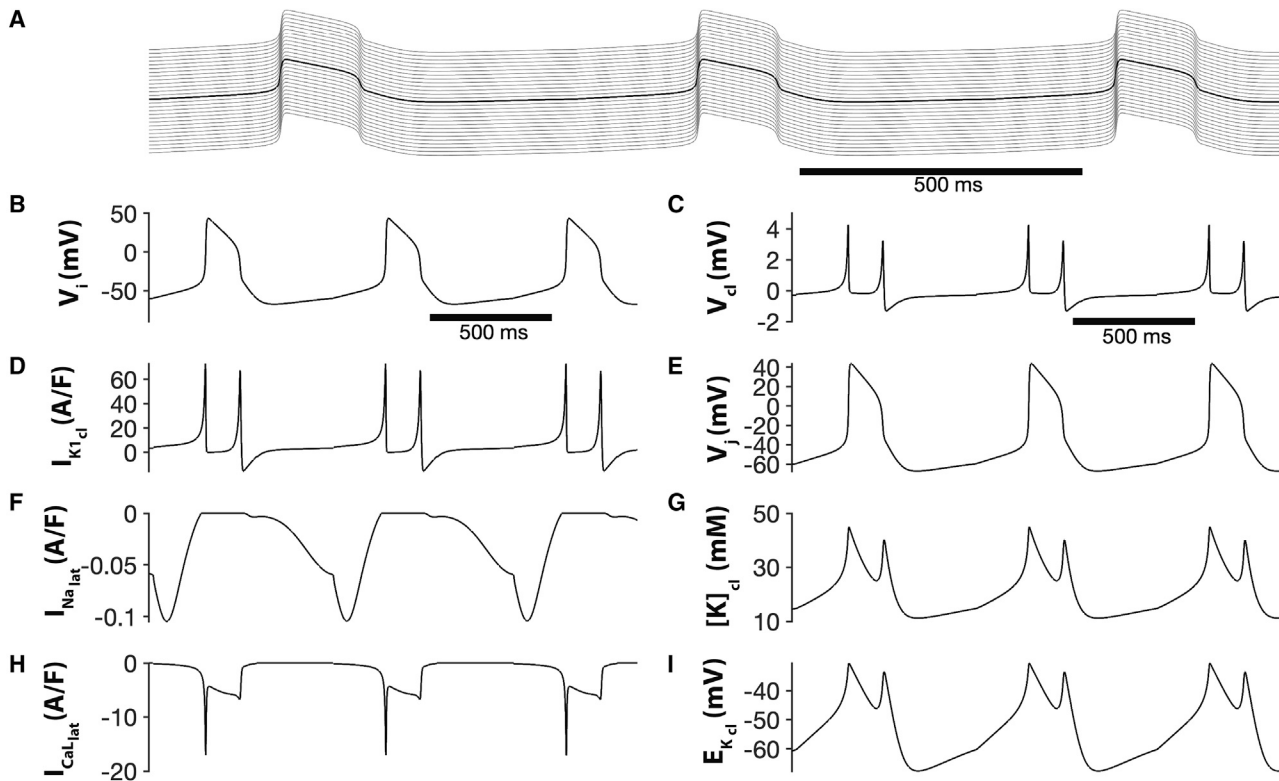 A
500 ms
B
V_i (mV)
50
0
-50
500 ms
C
V_cl (mV)
4
2
0
-2
500 ms
D
I_K1_cl (A/F)
60
40
20
0
E
V_j (mV)
40
20
0
-20
-40
-60
F
I_Na_lat (A/F)
0
-0.05
-0.1
G
[K]_cl (mM)
50
30
10
H
I_CaL_lat (A/F)
0
-10
-20
I
E_K_cl (mV)
-40
-50
-60